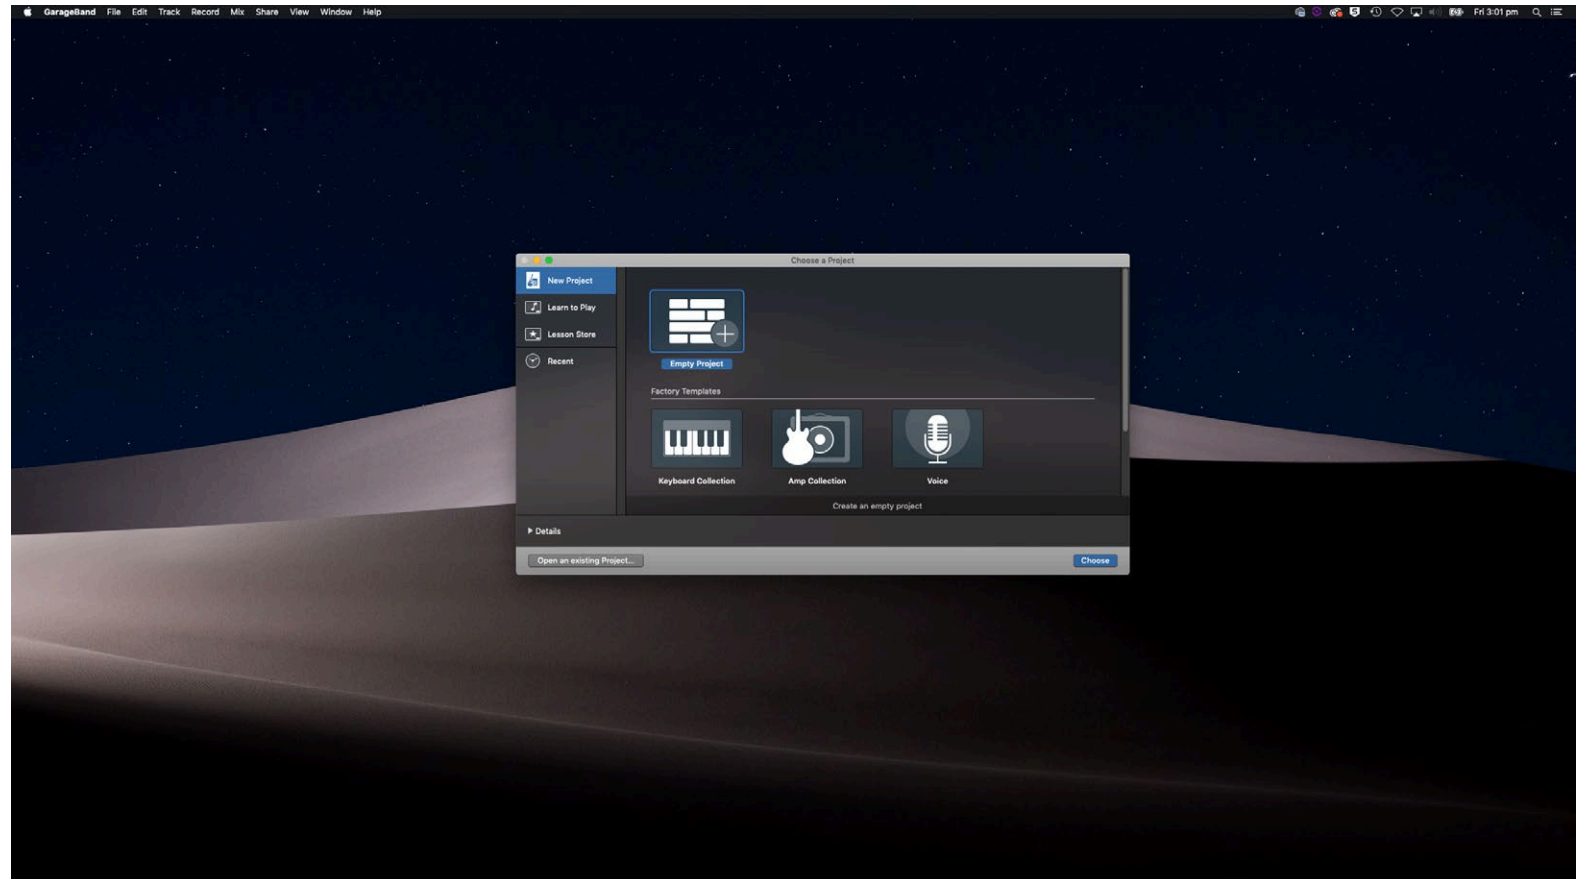 GarageBand File Edit Track Record Mix Share View Window Help
Fri 3:01 pm
Choose a Project
New Project
Learn to Play
Lesson Store
Recent
Empty Project
Factory Templates
Keyboard Collection Amp Collection Voice
Create an empty project
Details
Open an existing Project... Choose